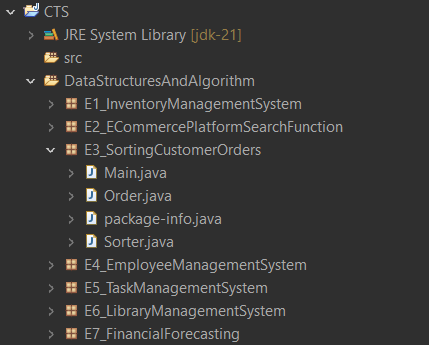 CTS
JRE System Library [jdk-21]
src
DataStructuresAndAlgorithm
E1_InventoryManagementSystem
E2_ECommercePlatformSearchFunction
E3_SortingCustomerOrders
Main.java
Order.java
package-info.java
Sorter.java
E4_EmployeeManagementSystem
E5_TaskManagementSystem
E6_LibraryManagementSystem
E7_FinancialForecasting